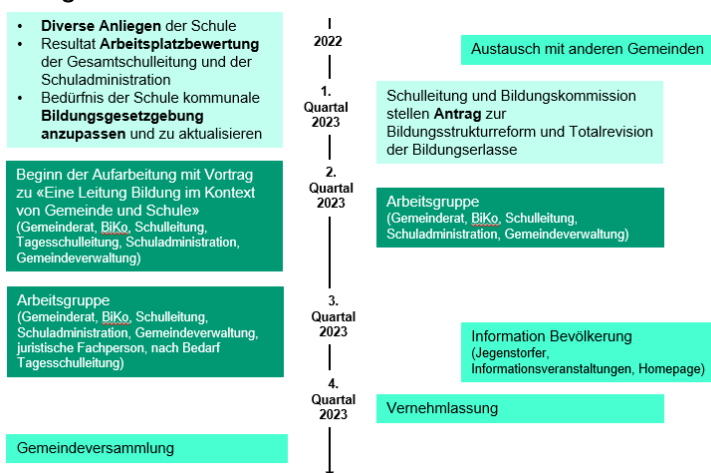 • Diverse Anliegen der Schule
• Resultat Arbeitsplatzbewertung
der Gesamtschulleitung und der
Schuladministration
• Bedürfnis der Schule kommunale
Bildungsgesetzgebung
anzupassen und zu aktualisieren
2022
Austausch mit anderen Gemeinden
1.
Quartal
2023
Schulleitung und Bildungskommission
stellen Antrag zur
Bildungsstrukturreform und Totalrevision
der Bildungserlasse
Beginn der Aufarbeitung mit Vortrag
zu «Eine Leitung Bildung im Kontext
von Gemeinde und Schule»
(Gemeinderat, BiKo, Schulleitung,
Tagesschulleitung, Schuladministration,
Gemeindeverwaltung)
2.
Quartal
2023
Arbeitsgruppe
(Gemeinderat, BiKo, Schulleitung,
Schuladministration, Gemeindeverwaltung)
Arbeitsgruppe
(Gemeinderat, BiKo, Schulleitung,
Schuladministration, Gemeindeverwaltung,
juristische Fachperson, nach Bedarf
Tagesschulleitung)
3.
Quartal
2023
Information Bevölkerung
(Jegenstorfer,
Informationsveranstaltungen, Homepage)
4.
Quartal
2023
Vernehmlassung
Gemeindeversammlung